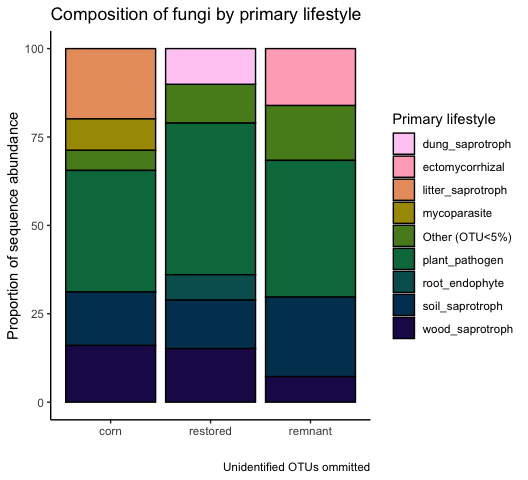 Composition of fungi by primary lifestyle
Proportion of sequence abundance
100
75
50
25
0
corn restored remnant
Primary lifestyle
dung_saprotroph
ectomycorrhizal
litter_saprotroph
mycoparasite
Other (OTU<5%)
plant_pathogen
root_endophyte
soil_saprotroph
wood_saprotroph
Unidentified OTUs ommitted